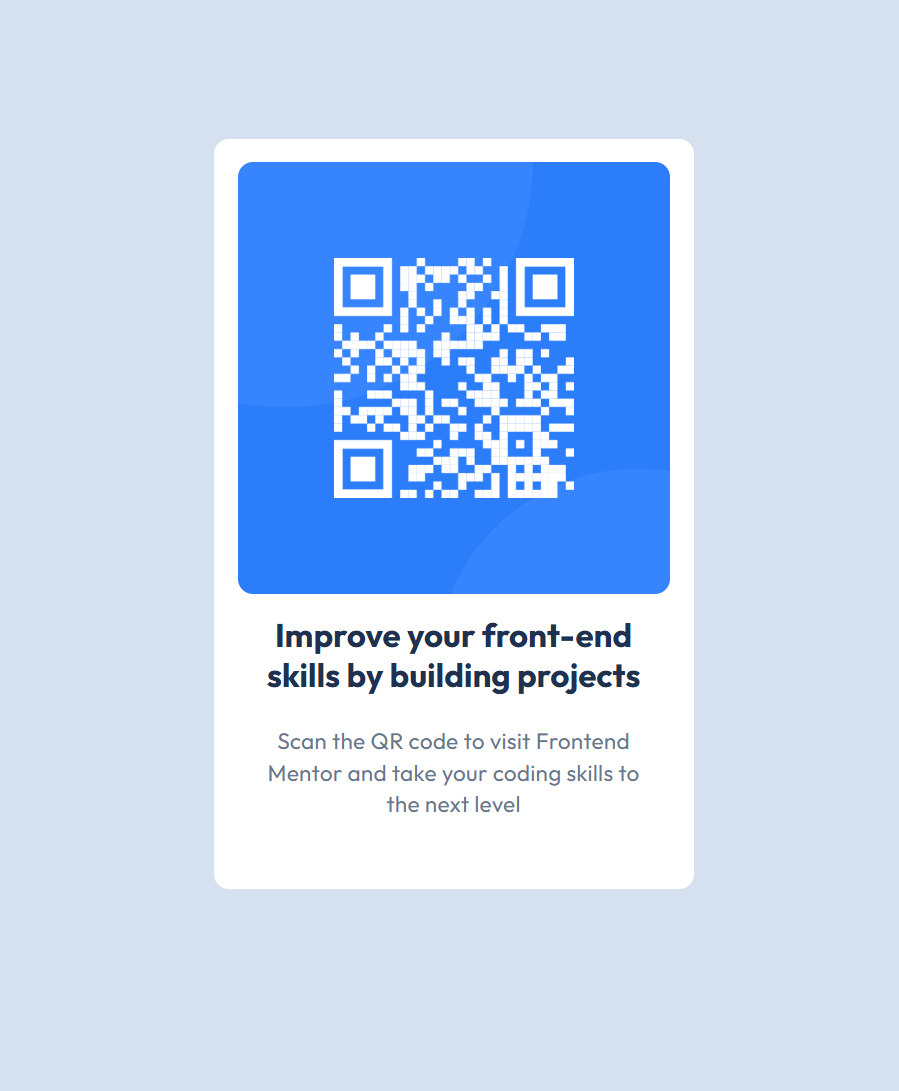 Improve your front-end
skills by building projects
Scan the QR code to visit Frontend
Mentor and take your coding skills to
the next level